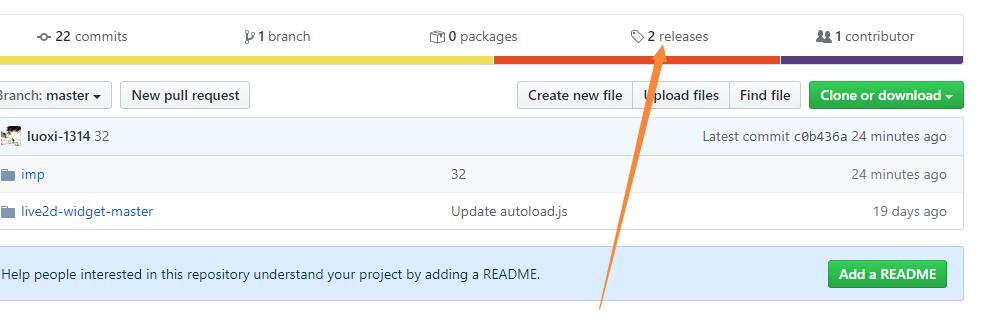 22 commits 1 branch 0 packages 2 releases 1 contributor
Branch: master New pull request Create new file Upload files Find file Clone or download
luoxi-1314 32 Latest commit c0b436a 24 minutes ago
imp 32 24 minutes ago
live2d-widget-master Update autoload.js 19 days ago
Help people interested in this repository understand your project by adding a README. Add a README